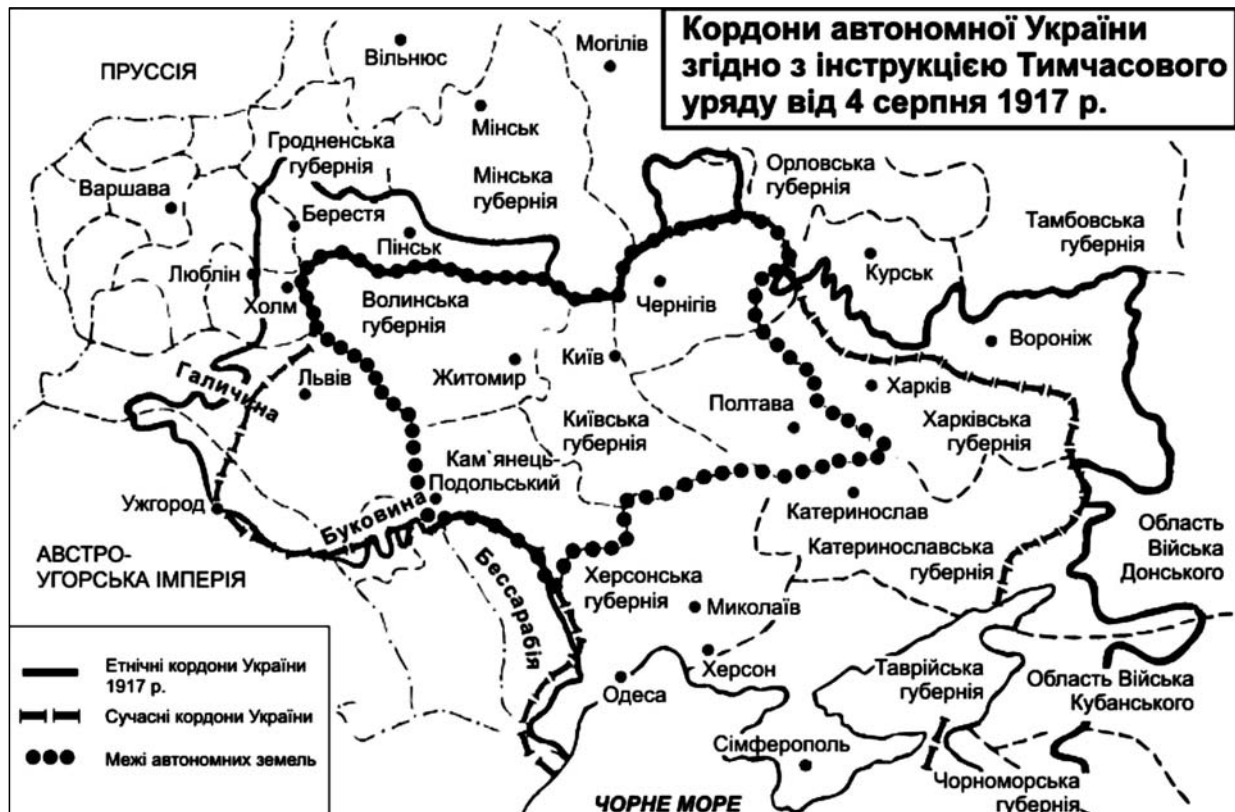 Кордони автономної України
згідно з інструкцією Тимчасового
уряду від 4 серпня 1917 р.
ПРУССІЯ
Вільнюс
Могілів
Мінськ
Гродненська
губернія
Мінська
губернія
Орловська
губернія
Тамбовська
губернія
Варшава
Берестя
Пінськ
Курськ
Люблін
Холм
Волинська
губернія
Чернігів
Вороніж
Галичина
Львів
Житомир
Київ
Харків
Полтава
Київська
губернія
Харківська
губернія
Кам`янець-
Подольський
Ужгород
Буковина
Катеринослав
АВСТРО-
УГОРСЬКА ІМПЕРІЯ
Бессарабія
Херсонська
губернія
Катеринославська
губернія
Область
Війська
Донського
Миколаїв
Херсон
Одеса
Таврійська
губернія
Область Війська
Кубанського
Сімферополь
Чорноморська
губернія
ЧОРНЕ МОРЕ
Етнічні кордони України
1917 р.
Сучасні кордони України
Межі автономних земель